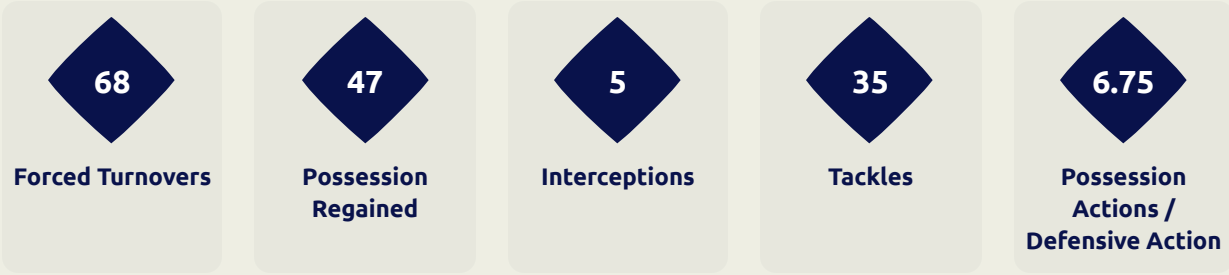 68
Forced Turnovers
47
Possession
Regained
5
Interceptions
35
Tackles
6.75
Possession
Actions /
Defensive Action